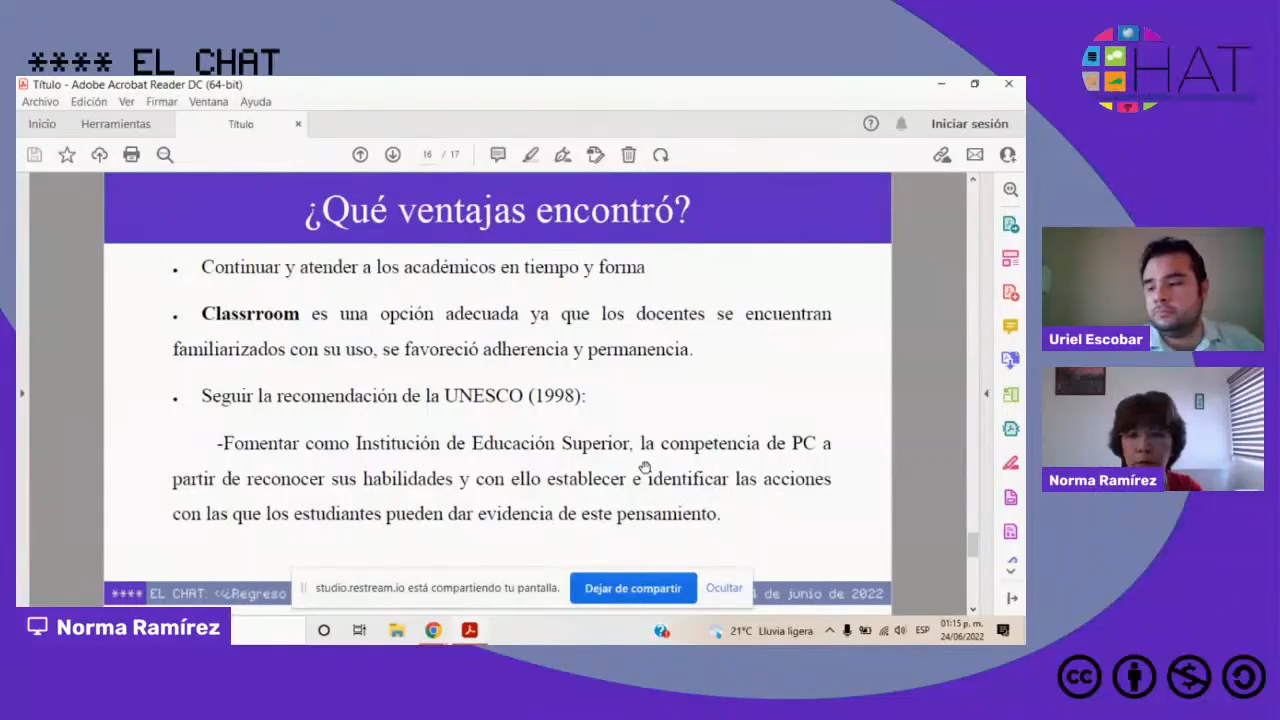 **** EL CHAT
HAT
Título - Adobe Acrobat Reader DC (64-bit)
Archivo Edición Ver Firmar Ventana Ayuda
Inicio Herramientas Título × Iniciar sesión
16 / 17
¿Qué ventajas encontró?
• Continuar y atender a los académicos en tiempo y forma
• Classrroom es una opción adecuada ya que los docentes se encuentran
familiarizados con su uso, se favoreció adherencia y permanencia.
• Seguir la recomendación de la UNESCO (1998):
-Fomentar como Institución de Educación Superior, la competencia de PC a
partir de reconocer sus habilidades y con ello establecer e identificar las acciones
con las que los estudiantes pueden dar evidencia de este pensamiento.
**** EL CHAT: <<¿Regreso de junio de 2022
studio.restream.io está compartiendo tu pantalla. Dejar de compartir Ocultar
21°C Lluvia ligera ESP 01:15 p. m.
24/06/2022
Norma Ramírez
Uriel Escobar
Norma Ramírez
CC